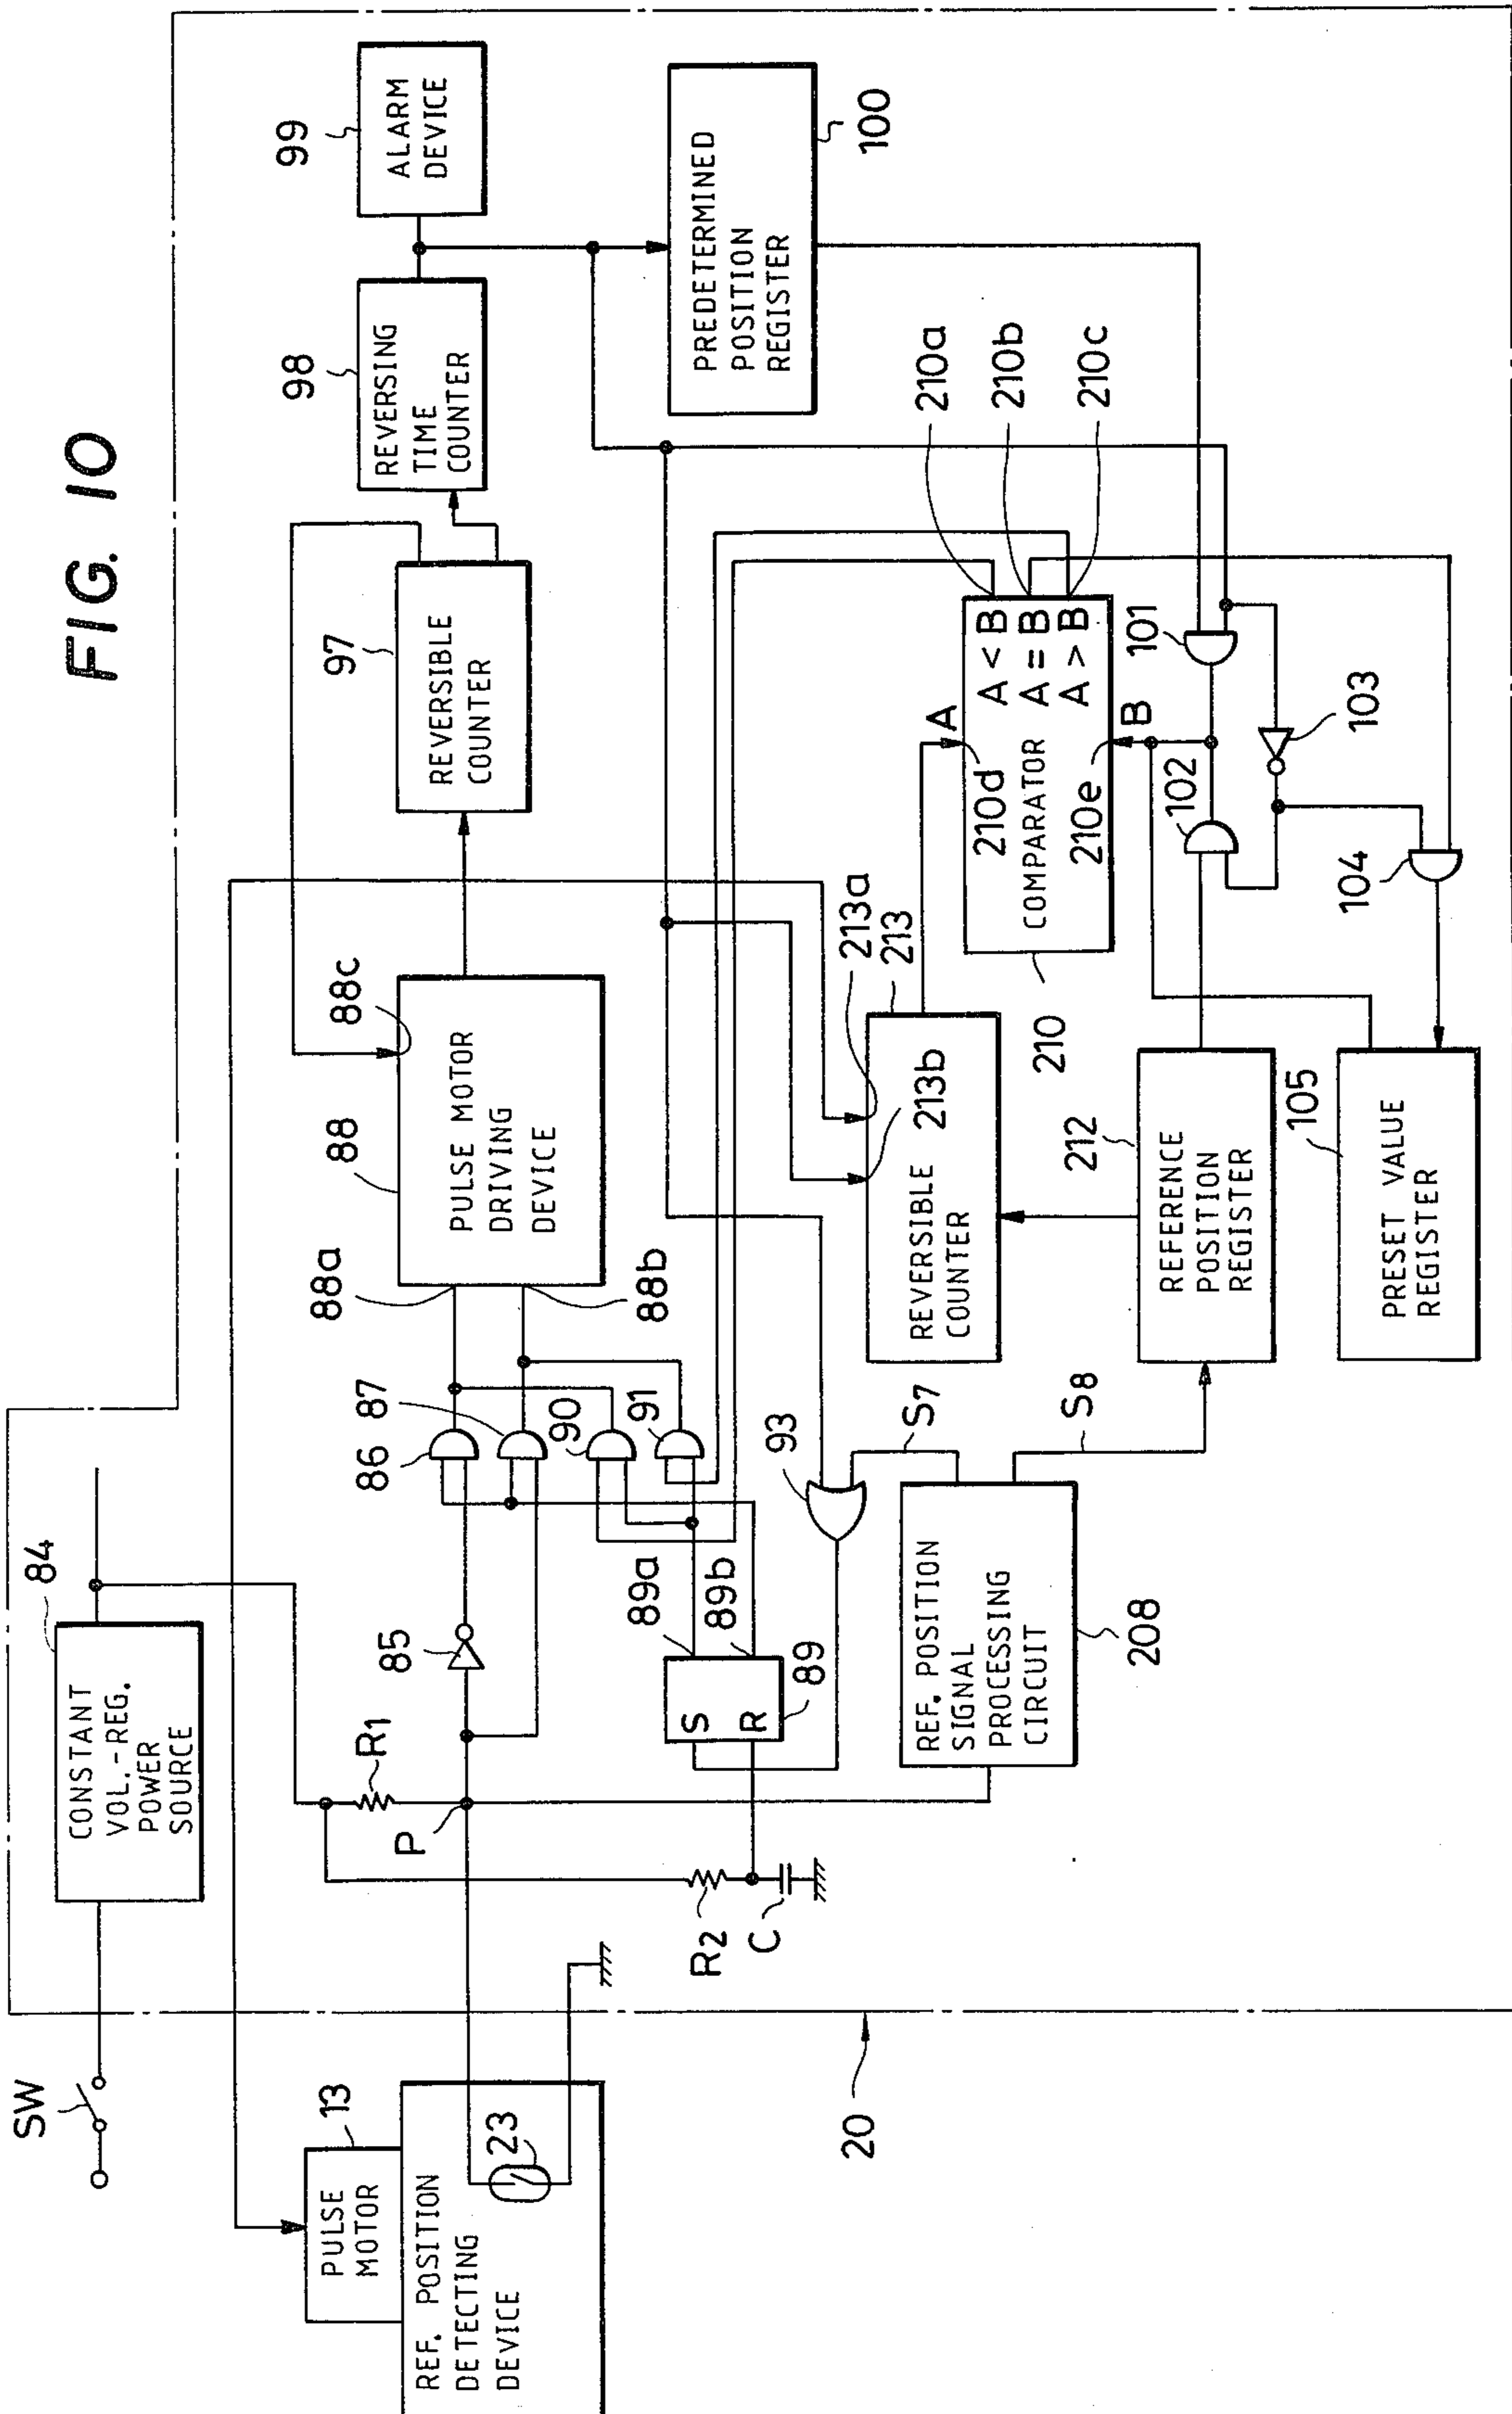 FIG. 10
SW
84
CONSTANT
VOL.-REG.
POWER
SOURCE
13
PULSE
MOTOR
REF. POSITION
DETECTING
DEVICE
23
20
P
R1
R2
C
85
86
87
90
91
88a
88b
88
88c
PULSE MOTOR
DRIVING
DEVICE
97
REVERSIBLE
COUNTER
98
REVERSING
TIME
COUNTER
99
ALARM
DEVICE
100
PREDETERMINED
POSITION
REGISTER
S
R
89a
89b
89
93
S7
S8
REF. POSITION
SIGNAL
PROCESSING
CIRCUIT
208
213a
213
213b
REVERSIBLE
COUNTER
212
REFERENCE
POSITION
REGISTER
105
PRESET VALUE
REGISTER
A
210d
COMPARATOR
210e
B
A < B
A = B
A > B
210
210a
210b
210c
101
102
103
104